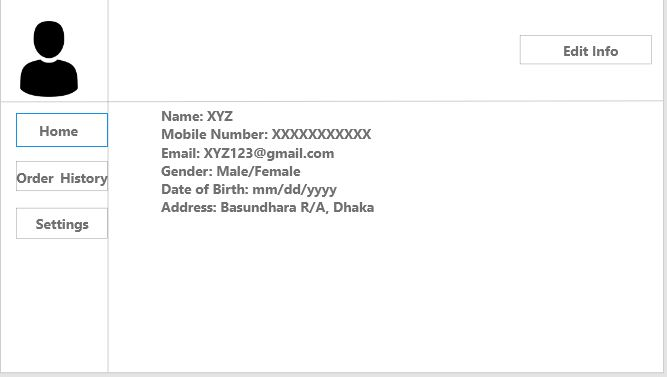 Edit Info
Home
Order History
Settings
Name: XYZ
Mobile Number: XXXXXXXXXXX
Email: XYZ123@gmail.com
Gender: Male/Female
Date of Birth: mm/dd/yyyy
Address: Basundhara R/A, Dhaka